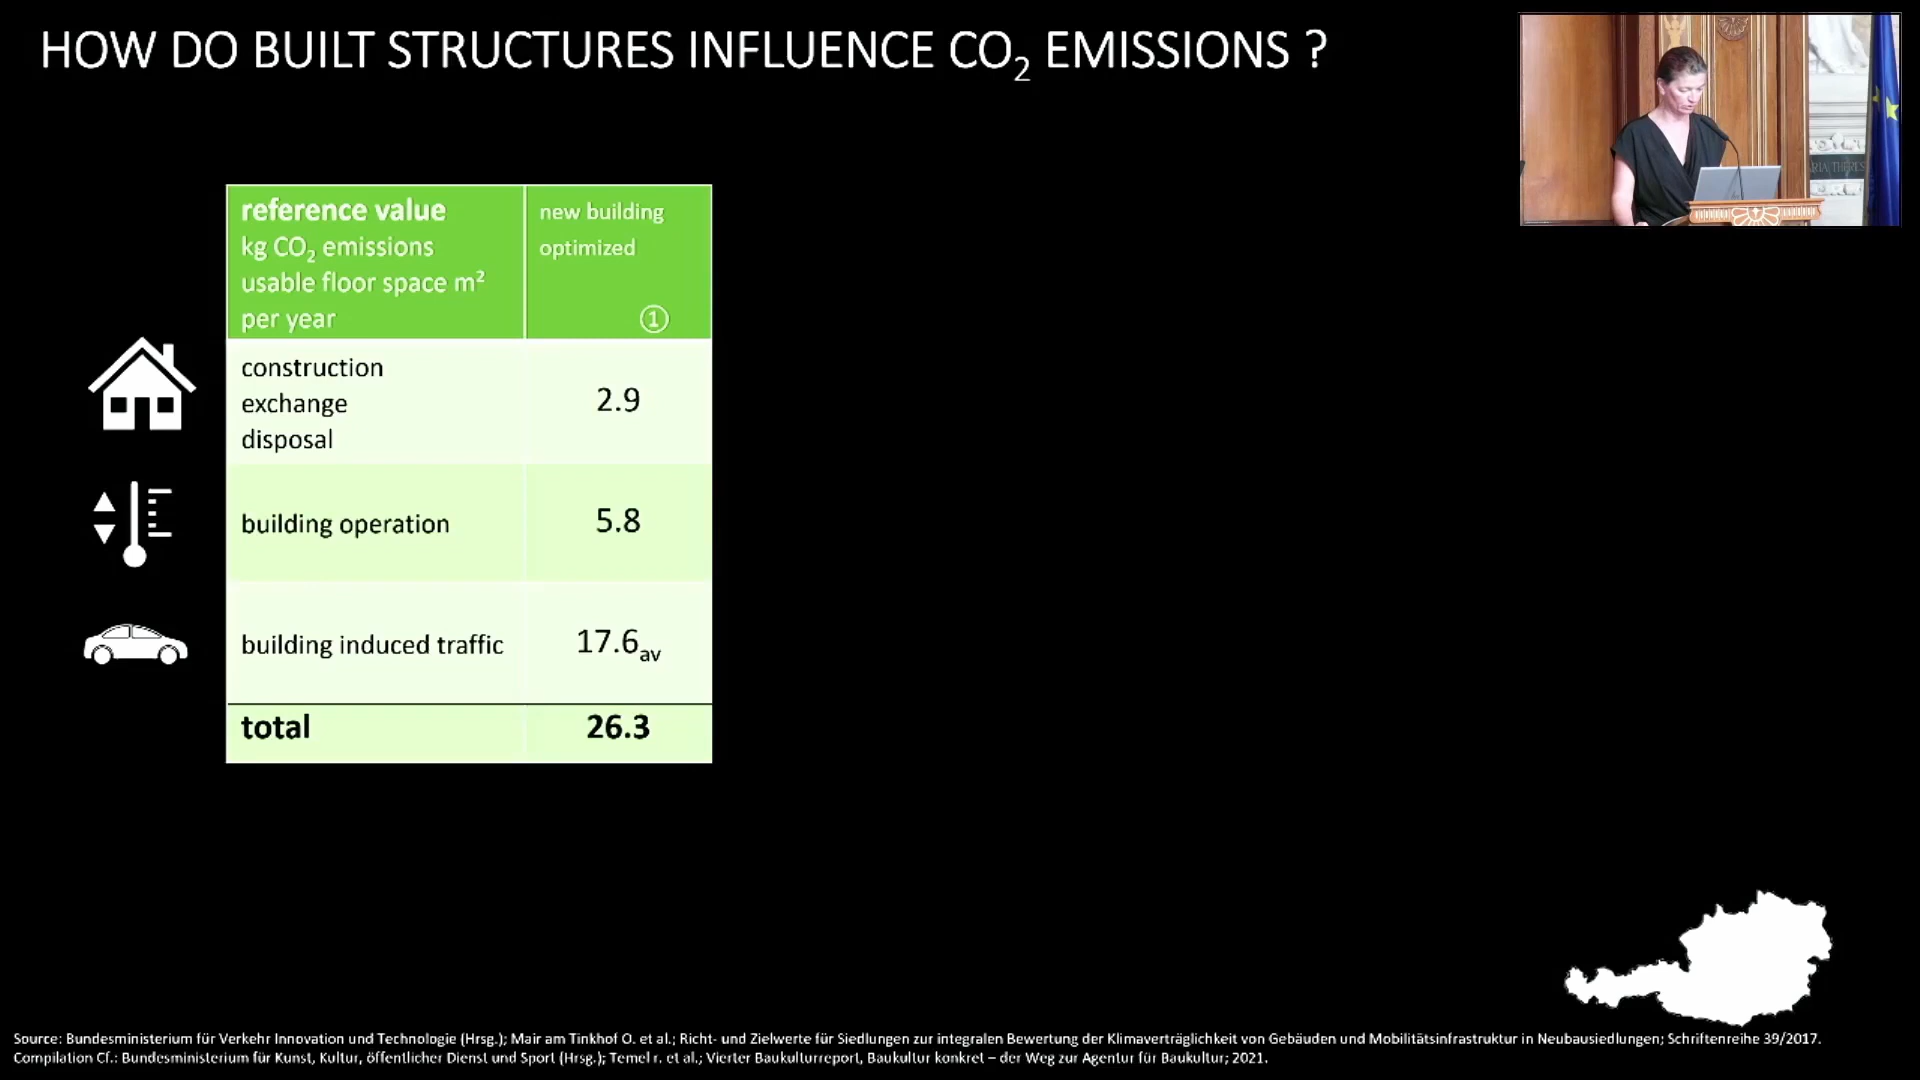 HOW DO BUILT STRUCTURES INFLUENCE CO₂ EMISSIONS ?
reference value
kg CO₂ emissions
usable floor space m²
per year
new building
optimized
①
construction
exchange
disposal
2.9
building operation
5.8
building induced traffic
17.6av
total
26.3
Source: Bundesministerium für Verkehr Innovation und Technologie (Hrsg.); Mair am Tinkhof O. et al.; Richt- und Zielwerte für Siedlungen zur integralen Bewertung der Klimaverträglichkeit von Gebäuden und Mobilitätsinfrastruktur in Neubausiedlungen; Schriftenreihe 39/2017.
Compilation Cf.: Bundesministerium für Kunst, Kultur, öffentlicher Dienst und Sport (Hrsg.); Temel r. et al.; Vierter Baukulturreport, Baukultur konkret – der Weg zur Agentur für Baukultur; 2021.